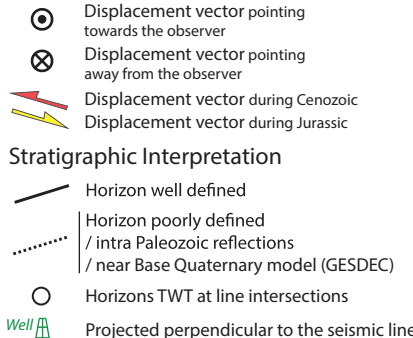 Displacement vector pointing
towards the observer
Displacement vector pointing
away from the observer
Displacement vector during Cenozoic
Displacement vector during Jurassic
Stratigraphic Interpretation
Horizon well defined
Horizon poorly defined
/ intra Paleozoic reflections
/ near Base Quaternary model (GESDEC)
Horizons TWT at line intersections
Well Projected perpendicular to the seismic line